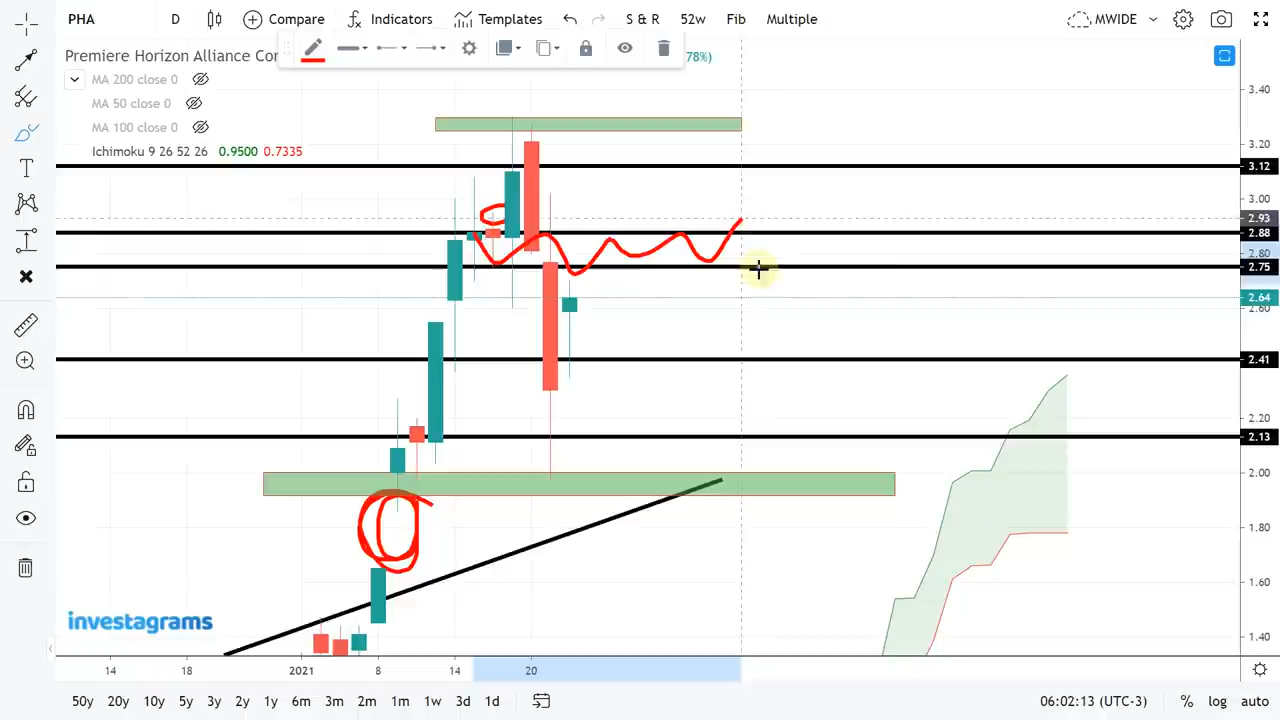 PHA D Compare Indicators Templates S & R 52w Fib Multiple MWIDE
Premiere Horizon Alliance Cor 78%)
MA 200 close 0
MA 50 close 0
MA 100 close 0
Ichimoku 9 26 52 26 0.9500 0.7335
3.40
3.20
3.12
3.00
2.93
2.88
2.80
2.75
2.64
2.60
2.41
2.20
2.13
2.00
1.80
1.60
1.40
investagrams
14 18 2021 8 14 20
50y 20y 10y 5y 3y 2y 1y 6m 3m 2m 1m 1w 3d 1d 06:02:13 (UTC-3) % log auto